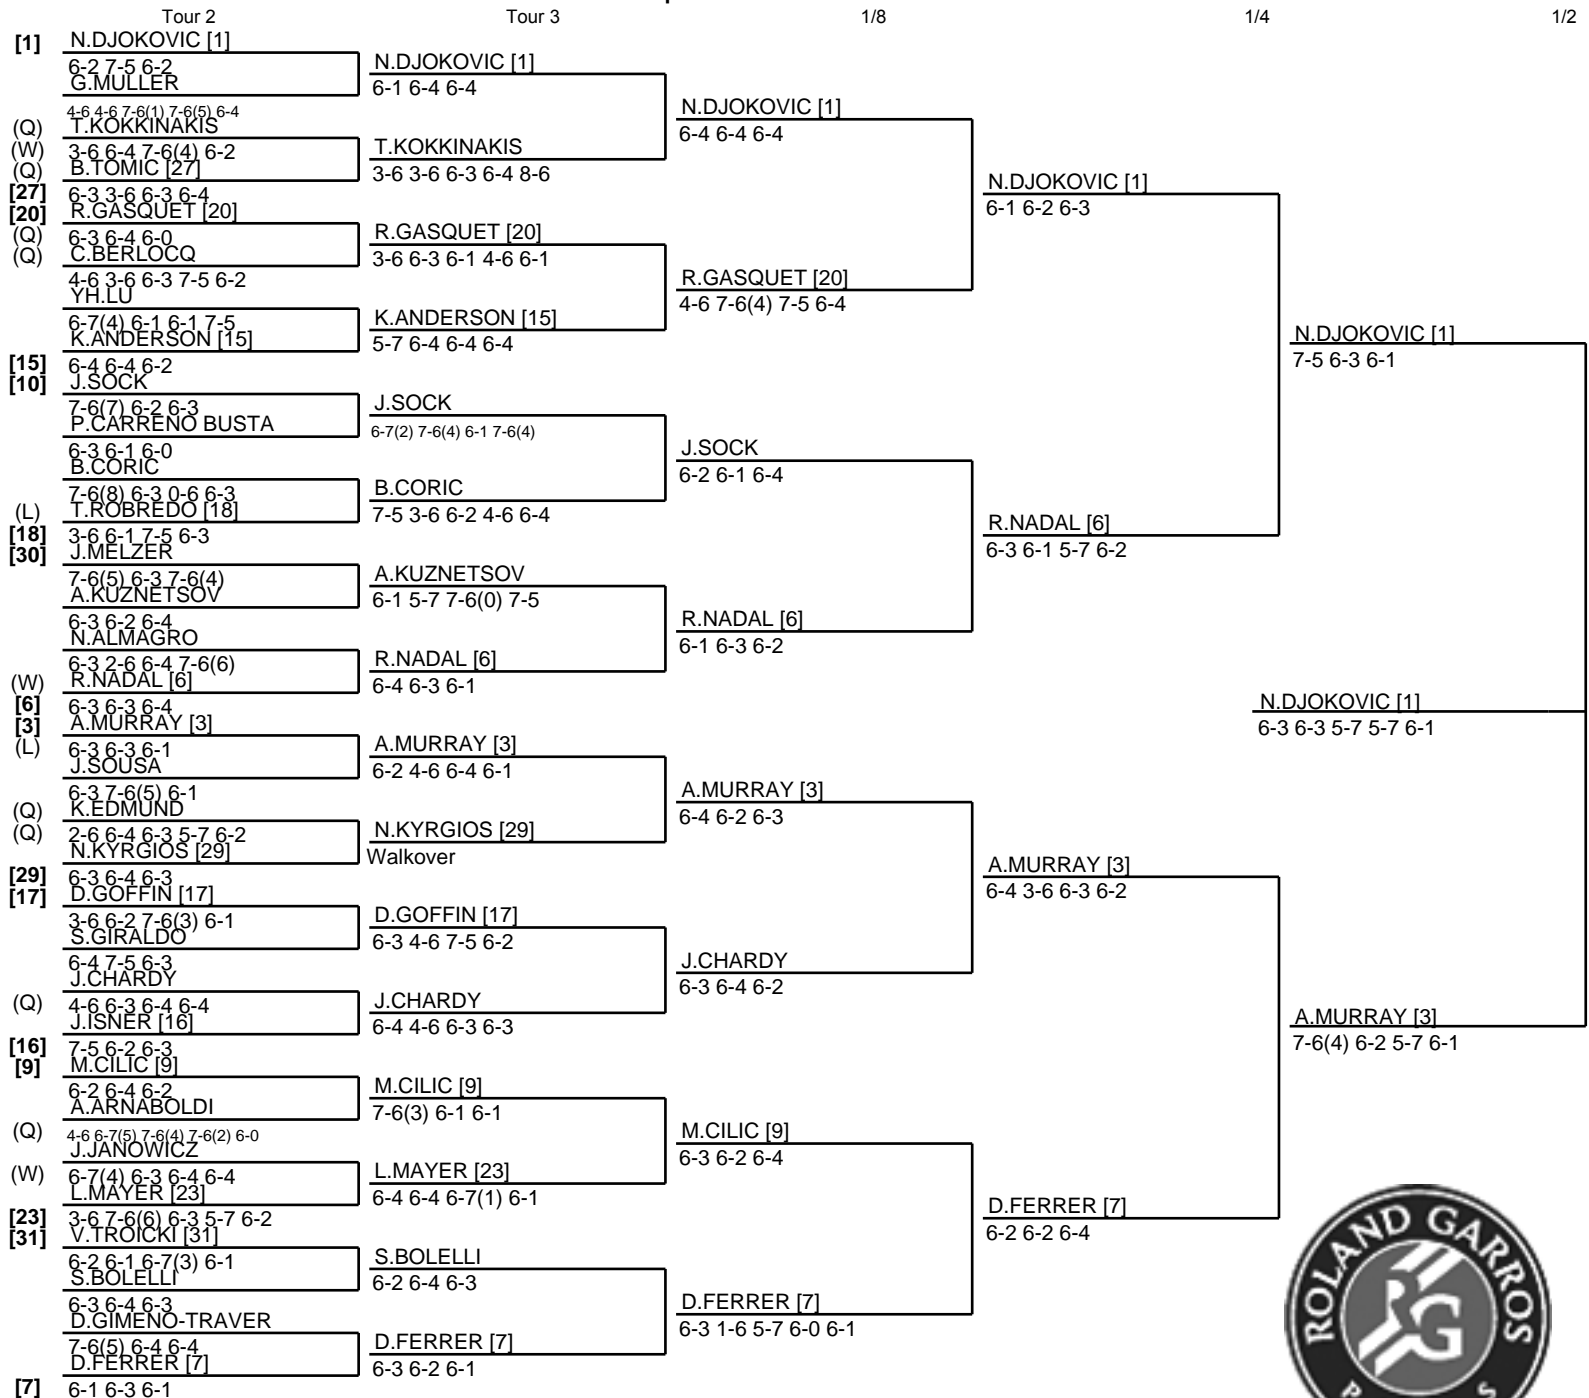 Tour 2 Tour 3 1/8 1/4 1/2
[1] N.DJOKOVIC [1]
6-2 7-5 6-2
G.MULLER
4-6 4-6 7-6(1) 7-6(5) 6-4
(Q) T.KOKKINAKIS
(W) 3-6 6-4 7-6(4) 6-2
(Q) B.TOMIC [27]
[27] 6-3 3-6 6-3 6-4
[20] R.GASQUET [20]
(Q) 6-3 6-4 6-0
(Q) C.BERLOCQ
4-6 3-6 6-3 7-5 6-2
YH.LU
6-7(4) 6-1 6-1 7-5
K.ANDERSON [15]
[15] 6-4 6-4 6-2
[10] J.SOCK
7-6(7) 6-2 6-3
P.CARRENO BUSTA
6-3 6-1 6-0
B.CORIC
7-6(8) 6-3 0-6 6-3
(L) T.ROBREDO [18]
[18] 3-6 6-1 7-5 6-3
[30] J.MELZER
7-6(5) 6-3 7-6(4)
A.KUZNETSOV
6-3 6-2 6-4
N.ALMAGRO
6-3 2-6 6-4 7-6(6)
(W) R.NADAL [6]
[6] 6-3 6-3 6-4
[3] A.MURRAY [3]
(L) 6-3 6-3 6-1
J.SOUSA
6-3 7-6(5) 6-1
(Q) K.EDMUND
(Q) 2-6 6-4 6-3 5-7 6-2
N.KYRGIOS [29]
[29] 6-3 6-4 6-3
[17] D.GOFFIN [17]
3-6 6-2 7-6(3) 6-1
S.GIRALDO
6-4 7-5 6-3
J.CHARDY
(Q) 4-6 6-3 6-4 6-4
J.ISNER [16]
[16] 7-5 6-2 6-3
[9] M.CILIC [9]
6-2 6-4 6-2
A.ARNABOLDI
(Q) 4-6 6-7(5) 7-6(4) 7-6(2) 6-0
J.JANOWICZ
(W) 6-7(4) 6-3 6-4 6-4
L.MAYER [23]
[23] 3-6 7-6(6) 6-3 5-7 6-2
[31] V.TROICKI [31]
6-2 6-1 6-7(3) 6-1
S.BOLELLI
6-3 6-4 6-3
D.GIMENO-TRAVER
7-6(5) 6-4 6-4
D.FERRER [7]
[7] 6-1 6-3 6-1
N.DJOKOVIC [1]
6-1 6-4 6-4
T.KOKKINAKIS
3-6 3-6 6-3 6-4 8-6
R.GASQUET [20]
3-6 6-3 6-1 4-6 6-1
K.ANDERSON [15]
5-7 6-4 6-4 6-4
J.SOCK
6-7(2) 7-6(4) 6-1 7-6(4)
B.CORIC
7-5 3-6 6-2 4-6 6-4
A.KUZNETSOV
6-1 5-7 7-6(0) 7-5
R.NADAL [6]
6-4 6-3 6-1
A.MURRAY [3]
6-2 4-6 6-4 6-1
N.KYRGIOS [29]
Walkover
D.GOFFIN [17]
6-3 4-6 7-5 6-2
J.CHARDY
6-4 4-6 6-3 6-3
M.CILIC [9]
7-6(3) 6-1 6-1
L.MAYER [23]
6-4 6-4 6-7(1) 6-1
S.BOLELLI
6-2 6-4 6-3
D.FERRER [7]
6-3 6-2 6-1
N.DJOKOVIC [1]
6-4 6-4 6-4
R.GASQUET [20]
4-6 7-6(4) 7-5 6-4
J.SOCK
6-2 6-1 6-4
R.NADAL [6]
6-1 6-3 6-2
A.MURRAY [3]
6-4 6-2 6-3
J.CHARDY
6-3 6-4 6-2
M.CILIC [9]
6-3 6-2 6-4
D.FERRER [7]
6-3 1-6 5-7 6-0 6-1
N.DJOKOVIC [1]
6-1 6-2 6-3
R.NADAL [6]
6-3 6-1 5-7 6-2
A.MURRAY [3]
6-4 3-6 6-3 6-2
D.FERRER [7]
6-2 6-2 6-4
N.DJOKOVIC [1]
7-5 6-3 6-1
A.MURRAY [3]
7-6(4) 6-2 5-7 6-1
N.DJOKOVIC [1]
6-3 6-3 5-7 5-7 6-1
ROLAND GARROS
RG